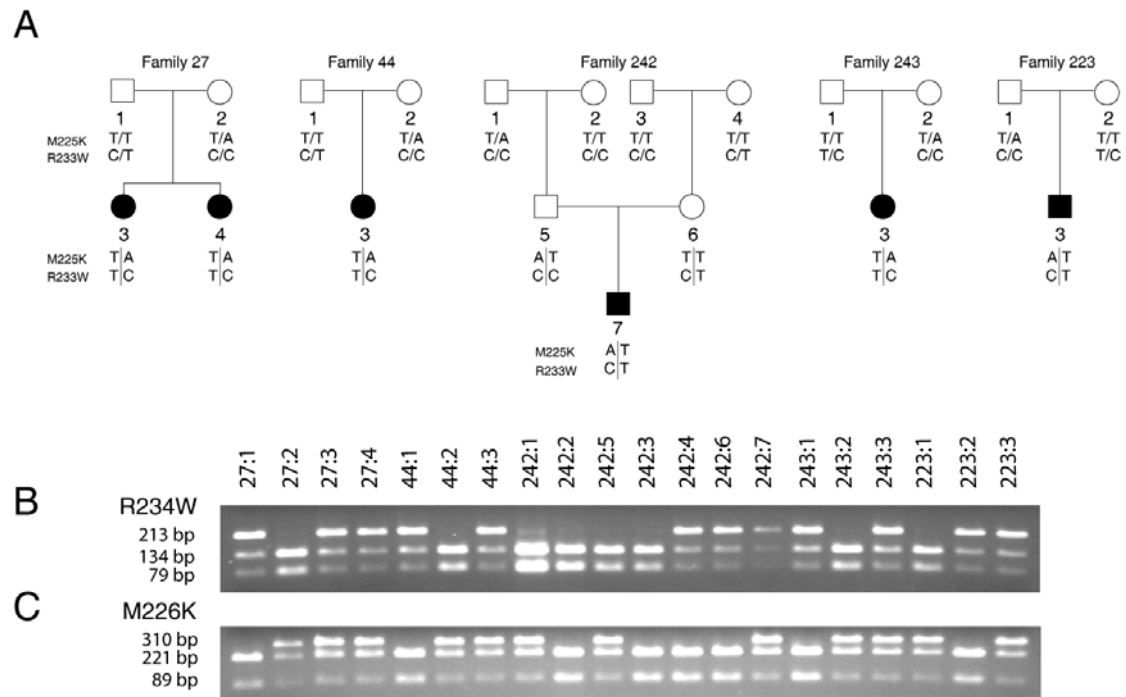 A
Family 27 Family 44 Family 242 Family 243 Family 223
1 2 1 2 1 2 3 4 1 2 1 2
M225K T/T T/A T/T T/A T/A T/T T/T T/T T/T T/A T/A T/T
R233W C/T C/C C/T C/C C/C C/C C/C C/T T/C C/C C/C T/C
3 4 3 5 6 3 3
M225K T A T A T A A T T T T A A T
R233W T C T C T C C C C T T C C T
7
M225K A T
R233W C T
27:1 27:2 27:3 27:4 44:1 44:2 44:3 242:1 242:2 242:5 242:3 242:4 242:6 242:7 243:1 243:2 243:3 223:1 223:2 223:3
B
R234W
213 bp
134 bp
79 bp
C
M226K
310 bp
221 bp
89 bp